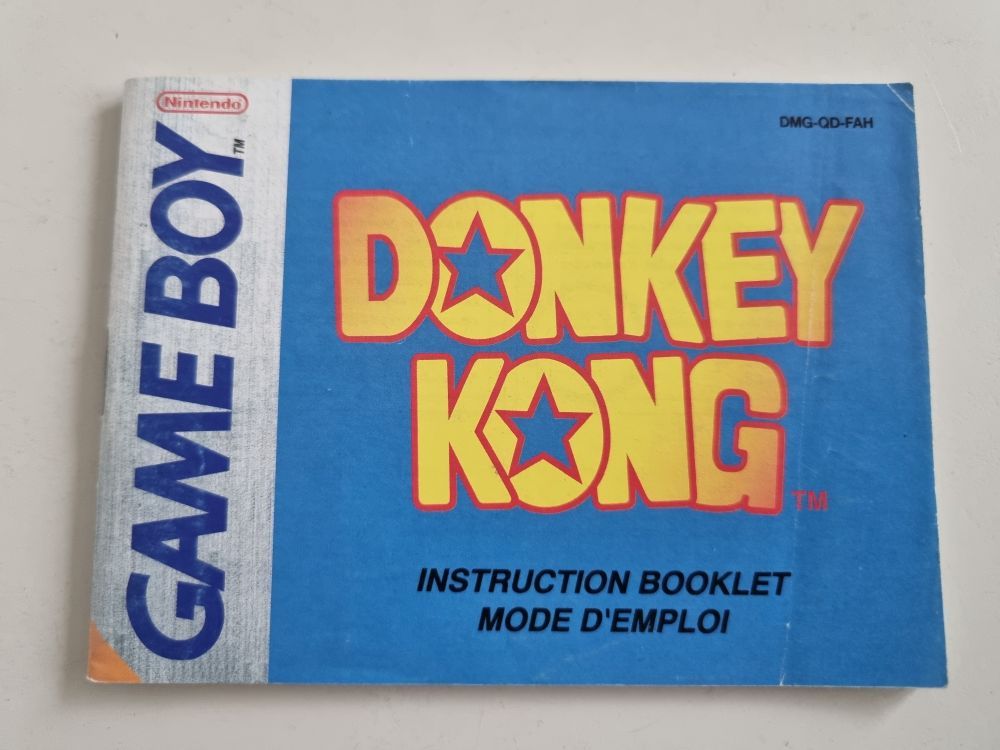 Nintendo
GAME BOY™
DMG-QD-FAH
DONKEY
KONG™
INSTRUCTION BOOKLET
MODE D'EMPLOI